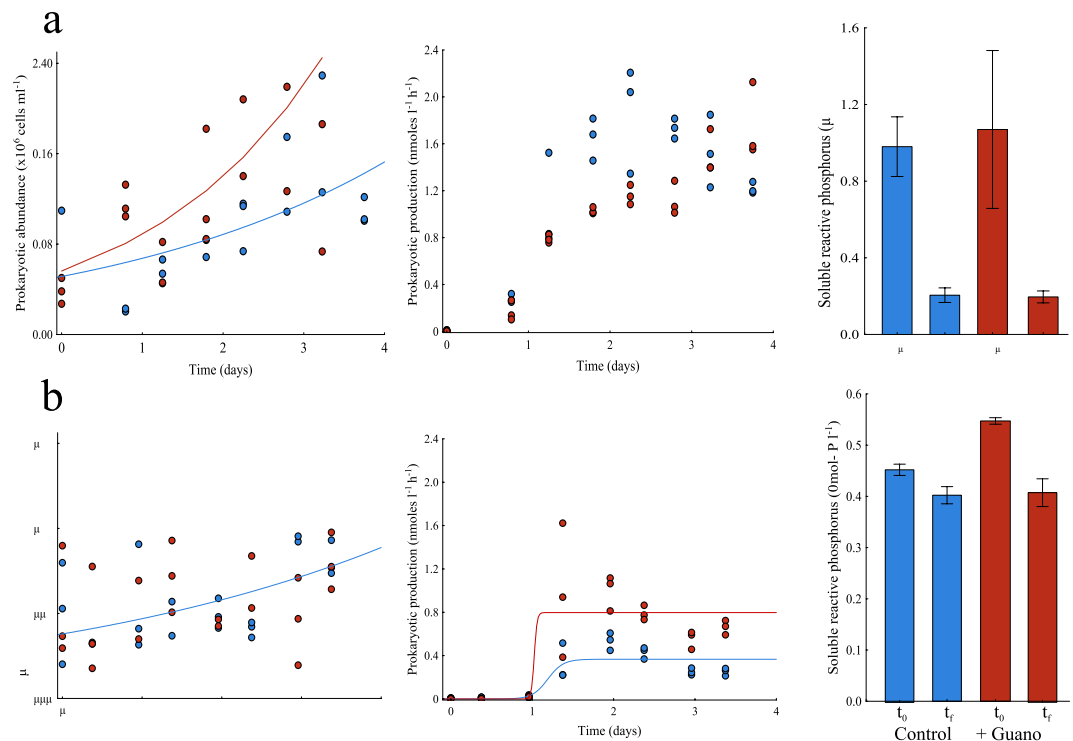 a
Prokaryotic abundance (x10⁶ cells ml⁻¹)
2.40
0.16
0.08
0.00
0
1
2
3
4
Time (days)
Prokaryotic production (nmoles l⁻¹ h⁻¹)
2.4
2.0
1.6
1.2
0.8
0.4
0
0
1
2
3
4
Time (days)
Soluble reactive phosphorus (μ
1.6
1.2
0.8
.4
0.0
μ
μ
b
μ
μ
μμ
μ
μμμ
μ
Prokaryotic production (nmoles l⁻¹ h⁻¹)
2.4
2.0
1.6
1.2
0.8
0.4
0.0
0
1
2
3
4
Time (days)
Soluble reactive phosphorus (0mol- P l⁻¹)
0.6
0.5
0.4
0.3
0.2
0.1
0.0
t₀ t_f t₀ t_f
Control + Guano